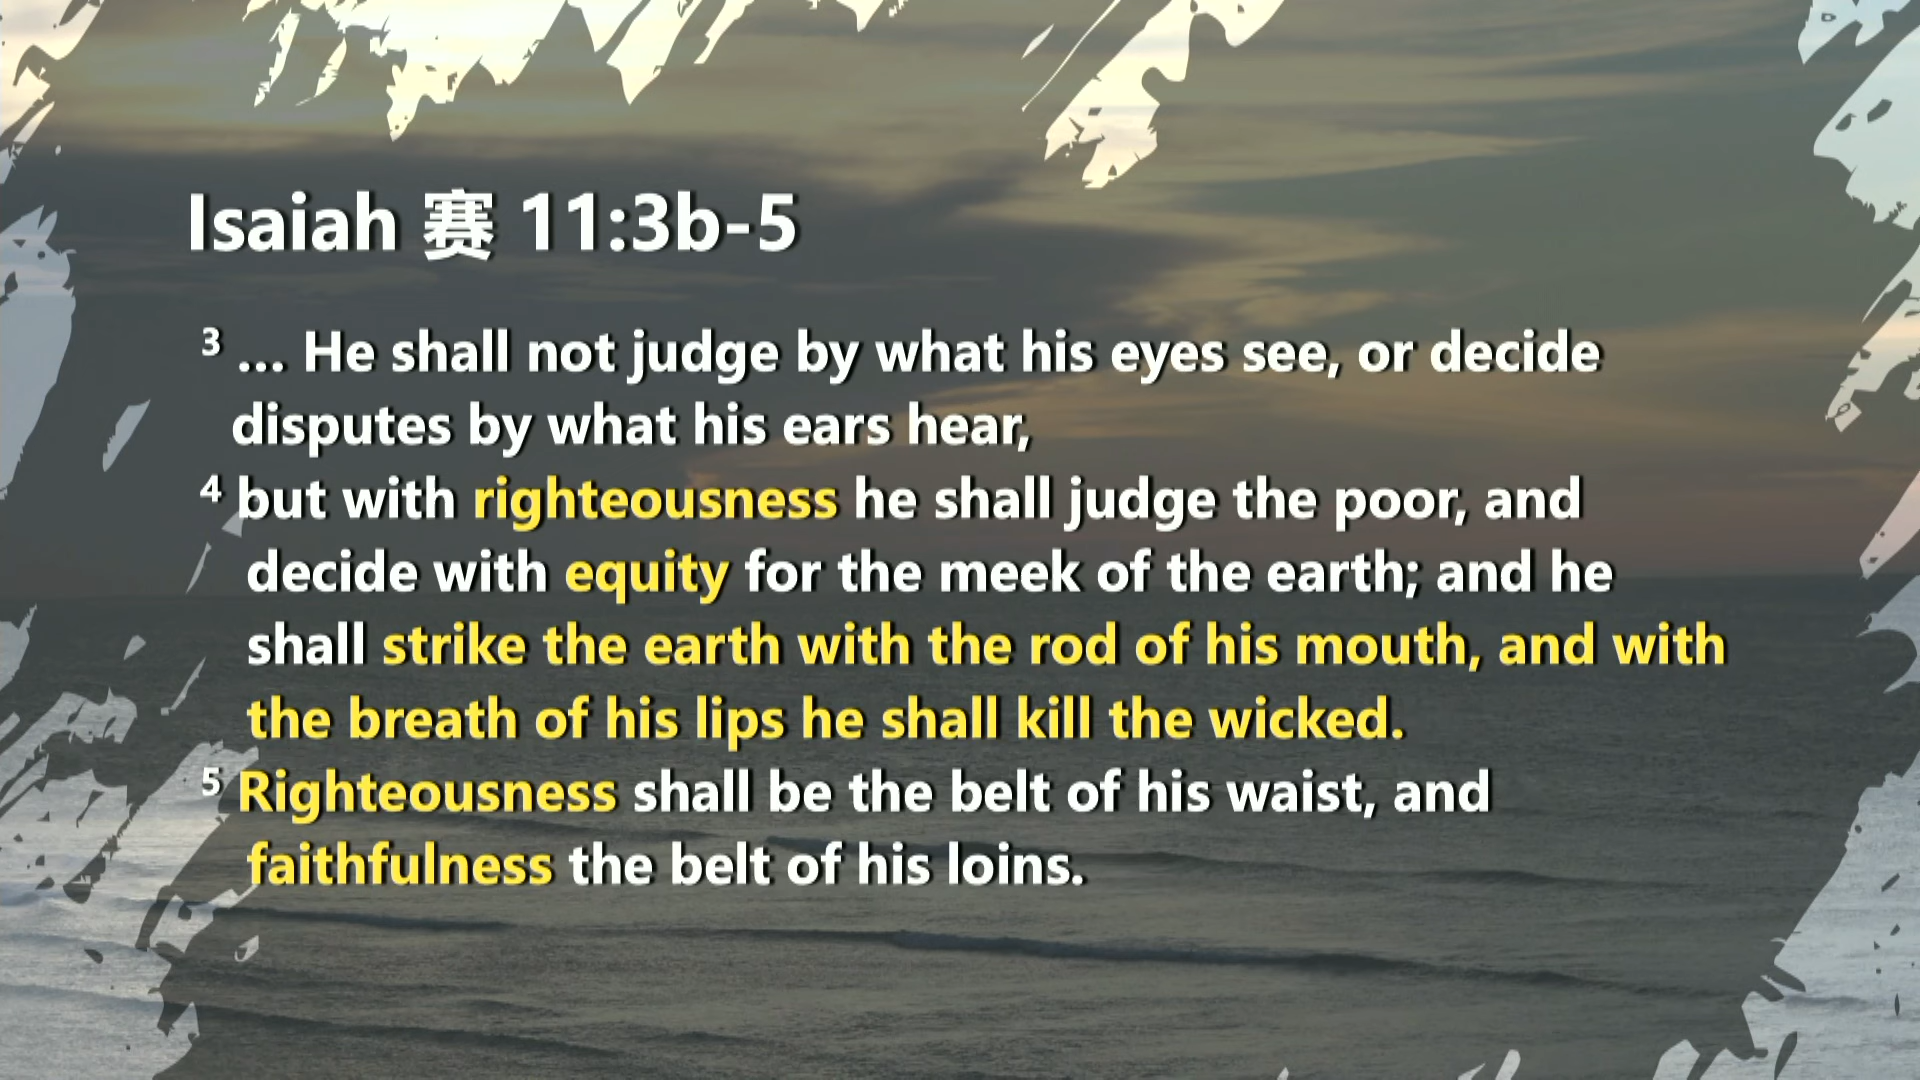 Isaiah 赛 11:3b-5
3 ... He shall not judge by what his eyes see, or decide
disputes by what his ears hear,
4 but with righteousness he shall judge the poor, and
decide with equity for the meek of the earth; and he
shall strike the earth with the rod of his mouth, and with
the breath of his lips he shall kill the wicked.
5 Righteousness shall be the belt of his waist, and
faithfulness the belt of his loins.